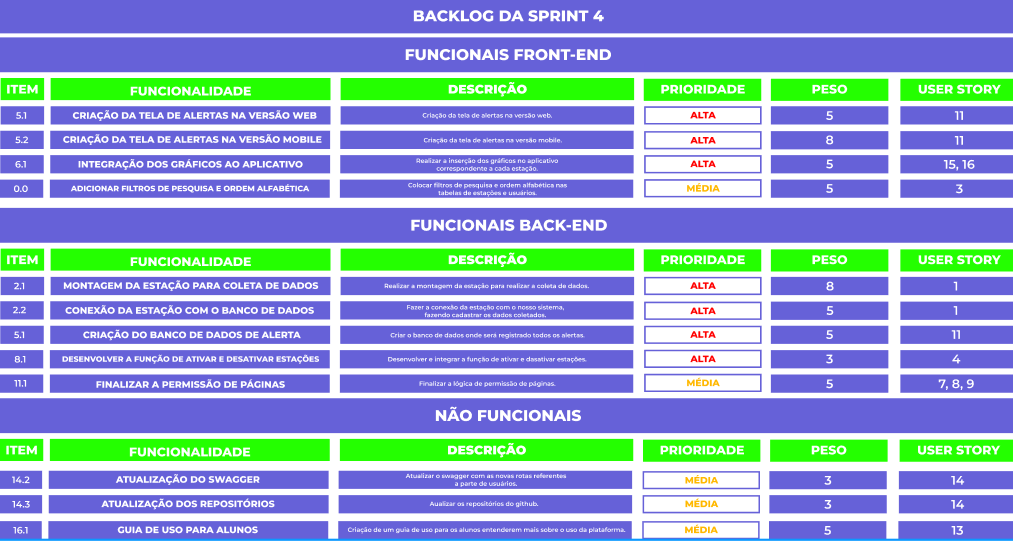 BACKLOG DA SPRINT 4
FUNCIONAIS FRONT-END
ITEM FUNCIONALIDADE DESCRIÇÃO PRIORIDADE PESO USER STORY
5.1 CRIAÇÃO DA TELA DE ALERTAS NA VERSÃO WEB Criação da tela de alertas na versão web. ALTA 5 11
5.2 CRIAÇÃO DA TELA DE ALERTAS NA VERSÃO MOBILE Criação da tela de alertas na versão mobile. ALTA 8 11
6.1 INTEGRAÇÃO DOS GRÁFICOS AO APLICATIVO Realizar a inserção dos gráficos no aplicativo
correspondente a cada estação. ALTA 5 15, 16
0.0 ADICIONAR FILTROS DE PESQUISA E ORDEM ALFABÉTICA Colocar filtros de pesquisa e ordem alfabética nas
tabelas de estações e usuários. MÉDIA 5 3
FUNCIONAIS BACK-END
ITEM FUNCIONALIDADE DESCRIÇÃO PRIORIDADE PESO USER STORY
2.1 MONTAGEM DA ESTAÇÃO PARA COLETA DE DADOS Realizar a montagem da estação para realizar a coleta de dados. ALTA 8 1
2.2 CONEXÃO DA ESTAÇÃO COM O BANCO DE DADOS Fazer a conexão da estação com o nosso sistema,
fazendo cadastrar os dados coletados. ALTA 5 1
5.1 CRIAÇÃO DO BANCO DE DADOS DE ALERTA Criar o banco de dados onde será registrado todos os alertas. ALTA 5 11
8.1 DESENVOLVER A FUNÇÃO DE ATIVAR E DESATIVAR ESTAÇÕES Desenvolver e integrar a função de ativar e dasativar estações. ALTA 3 4
11.1 FINALIZAR A PERMISSÃO DE PÁGINAS Finalizar a lógica de permissão de páginas. MÉDIA 5 7, 8, 9
NÃO FUNCIONAIS
ITEM FUNCIONALIDADE DESCRIÇÃO PRIORIDADE PESO USER STORY
14.2 ATUALIZAÇÃO DO SWAGGER Atualizar o swagger com as novas rotas referentes
a parte de usuários. MÉDIA 3 14
14.3 ATUALIZAÇÃO DOS REPOSITÓRIOS Aualizar os repositórios do github. MÉDIA 3 14
16.1 GUIA DE USO PARA ALUNOS Criação de um guia de uso para os alunos entenderem mais sobre o uso da plataforma. MÉDIA 5 13